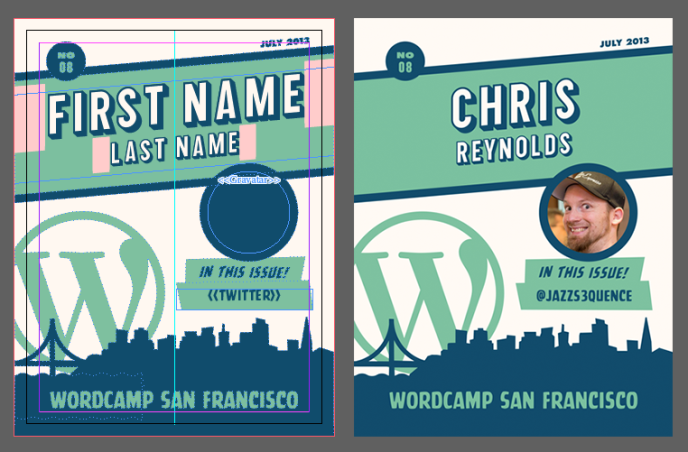 JULY 2013
NO
08
FIRST NAME
LAST NAME
<<Gravatar>>
IN THIS ISSUE!
<<TWITTER>>
WORDCAMP SAN FRANCISCO
JULY 2013
NO
08
CHRIS
REYNOLDS
IN THIS ISSUE!
@JAZZS3QUENCE
WORDCAMP SAN FRANCISCO